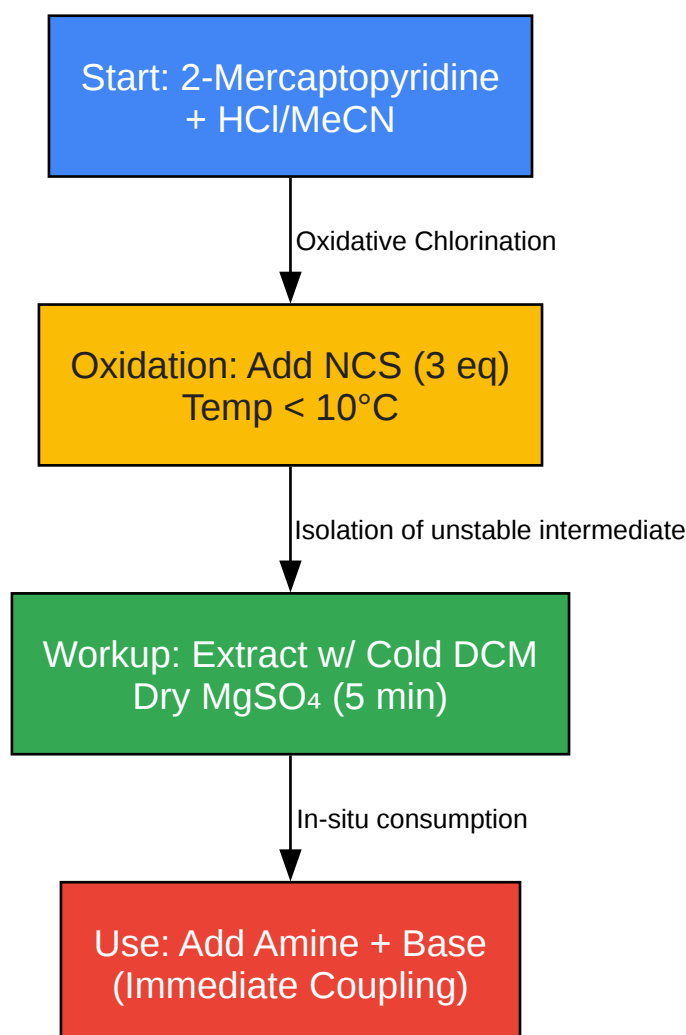 Start: 2-Mercaptopyridine
+ HCl/MeCN
Oxidative Chlorination
Oxidation: Add NCS (3 eq)
Temp < 10°C
Isolation of unstable intermediate
Workup: Extract w/ Cold DCM
Dry MgSO₄ (5 min)
In-situ consumption
Use: Add Amine + Base
(Immediate Coupling)